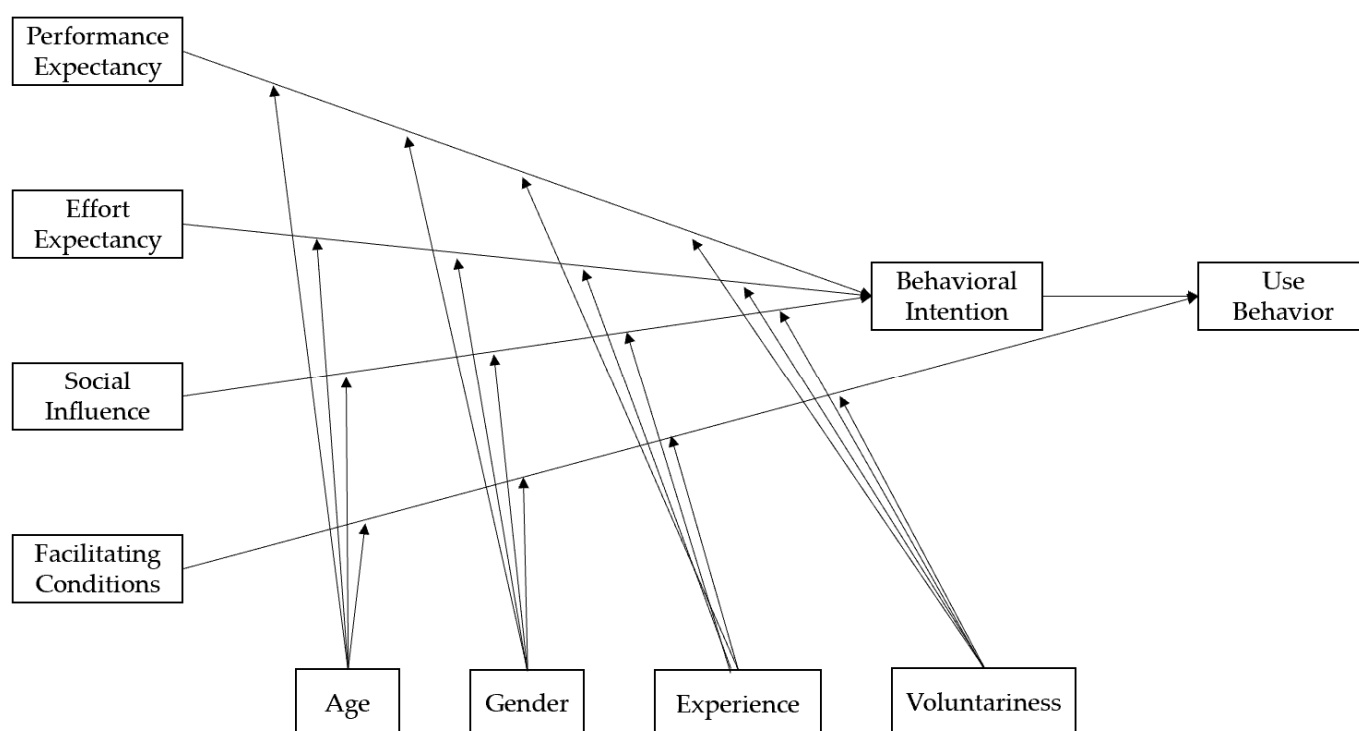 Performance
Expectancy
Effort
Expectancy
Social
Influence
Facilitating
Conditions
Behavioral
Intention
Use
Behavior
Age
Gender
Experience
Voluntariness